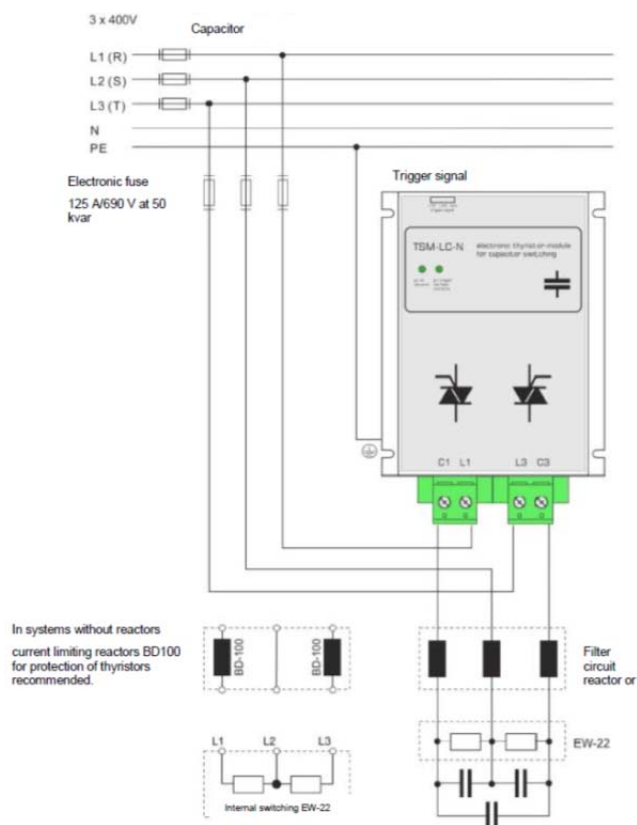 3 x 400V
Capacitor
L1 (R)
L2 (S)
L3 (T)
N
PE
Electronic fuse
125 A/690 V at 50
kvar
Trigger signal
TSM-LC-N
electronic thyristor-module
for capacitor switching
C1 L1
L3 C3
In systems without reactors
current limiting reactors BD100
for protection of thyristors
recommended.
BD-100
BD-100
Filter
circuit
reactor or
EW-22
L1
L2
L3
Internal switching EW-22